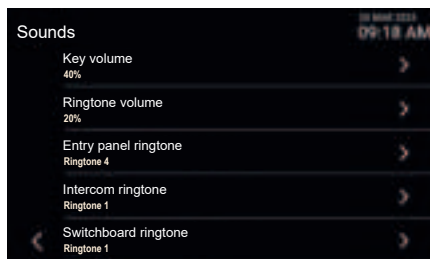 Sounds
09:18 AM
Key volume
40%
Ringtone volume
20%
Entry panel ringtone
Ringtone 4
Intercom ringtone
Ringtone 1
Switchboard ringtone
Ringtone 1